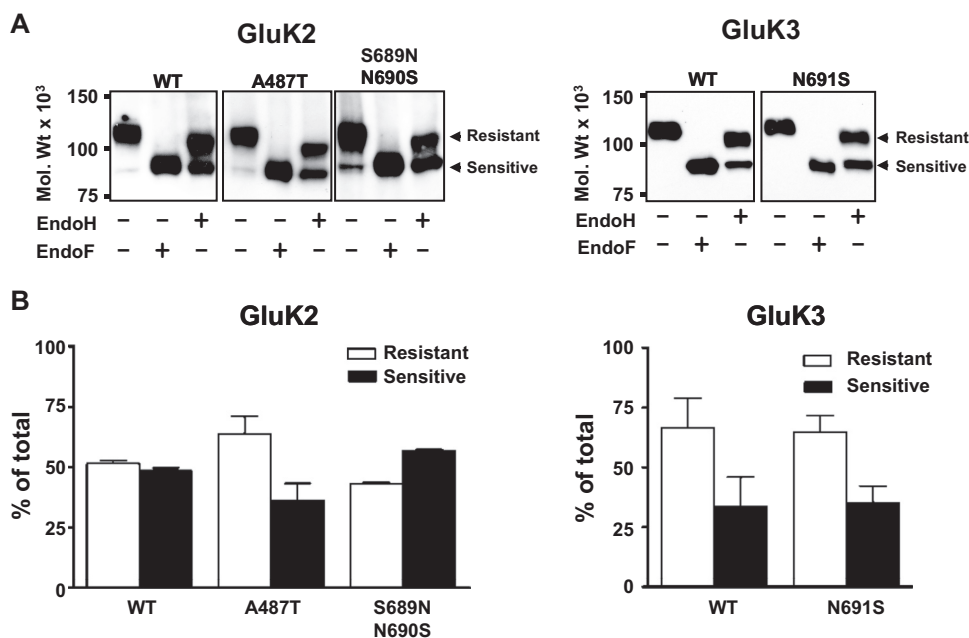 A
GluK2
GluK3
WT
A487T
S689N
N690S
WT
N691S
Mol. Wt x 10³
150
100
75
Resistant
Sensitive
Mol. Wt x 10³
150
100
75
Resistant
Sensitive
EndoH − − + − − + − − +
EndoF − + − − + − − + −
EndoH − − + − − +
EndoF − + − − + −
B
GluK2
GluK3
% of total
100
75
50
25
0
Resistant
Sensitive
WT
A487T
S689N
N690S
% of total
100
75
50
25
0
Resistant
Sensitive
WT
N691S